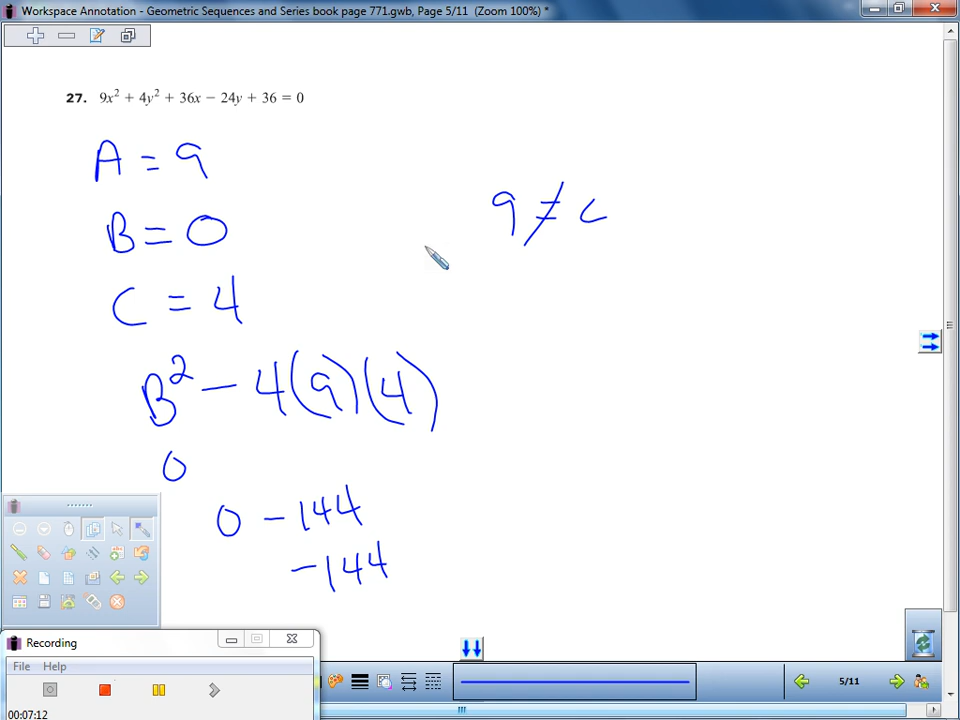 Workspace Annotation - Geometric Sequences and Series book page 771.gwb, Page 5/11 (Zoom 100%) *
27. 9x² + 4y² + 36x − 24y + 36 = 0
A = 9
9 ≠ C
B = 0
C = 4
B² − 4(9)(4)
0
0 − 144
−144
Recording
File Help
00:07:12
5/11